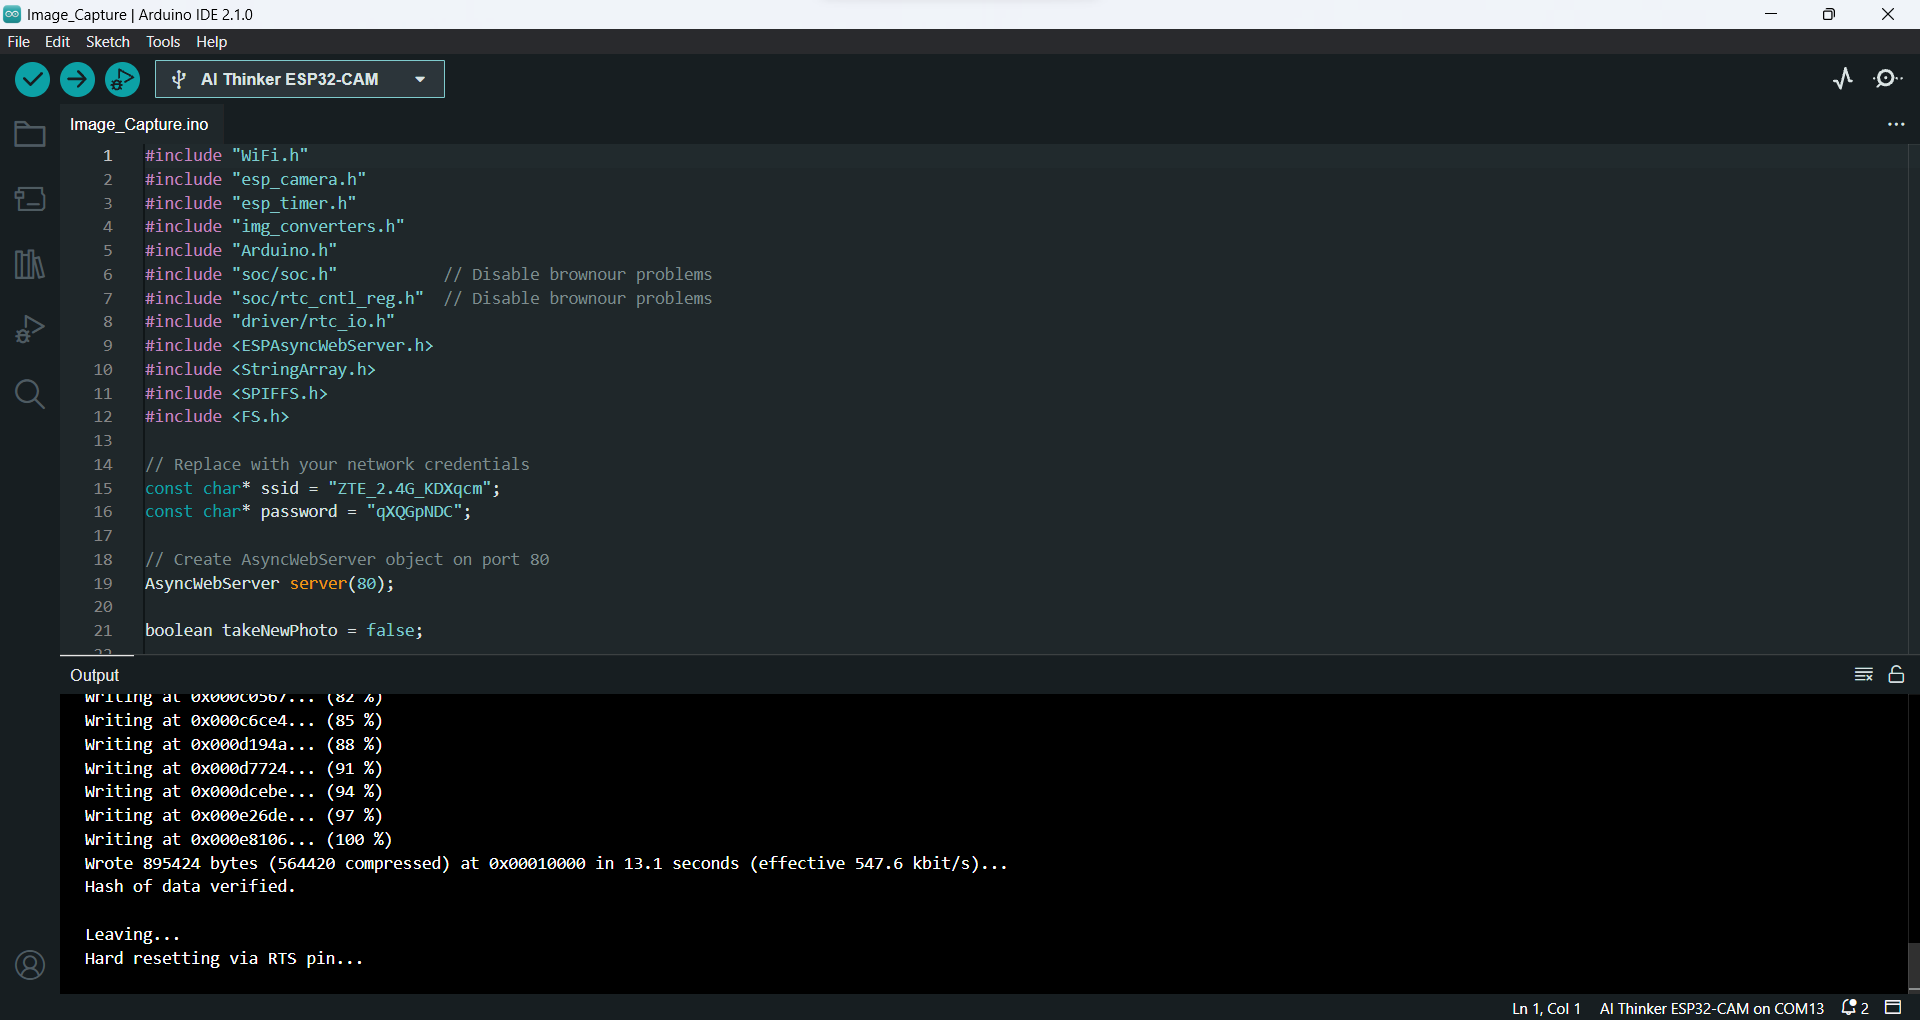 Image_Capture | Arduino IDE 2.1.0
File Edit Sketch Tools Help
AI Thinker ESP32-CAM
Image_Capture.ino
1 #include "WiFi.h"
2 #include "esp_camera.h"
3 #include "esp_timer.h"
4 #include "img_converters.h"
5 #include "Arduino.h"
6 #include "soc/soc.h" // Disable brownour problems
7 #include "soc/rtc_cntl_reg.h" // Disable brownour problems
8 #include "driver/rtc_io.h"
9 #include <ESPAsyncWebServer.h>
10 #include <StringArray.h>
11 #include <SPIFFS.h>
12 #include <FS.h>
13
14 // Replace with your network credentials
15 const char* ssid = "ZTE_2.4G_KDXqcm";
16 const char* password = "qXQGpNDC";
17
18 // Create AsyncWebServer object on port 80
19 AsyncWebServer server(80);
20
21 boolean takeNewPhoto = false;
22
Output
Writing at 0x000c0567... (82 %)
Writing at 0x000c6ce4... (85 %)
Writing at 0x000d194a... (88 %)
Writing at 0x000d7724... (91 %)
Writing at 0x000dcebe... (94 %)
Writing at 0x000e26de... (97 %)
Writing at 0x000e8106... (100 %)
Wrote 895424 bytes (564420 compressed) at 0x00010000 in 13.1 seconds (effective 547.6 kbit/s)...
Hash of data verified.
Leaving...
Hard resetting via RTS pin...
Ln 1, Col 1 AI Thinker ESP32-CAM on COM13 2